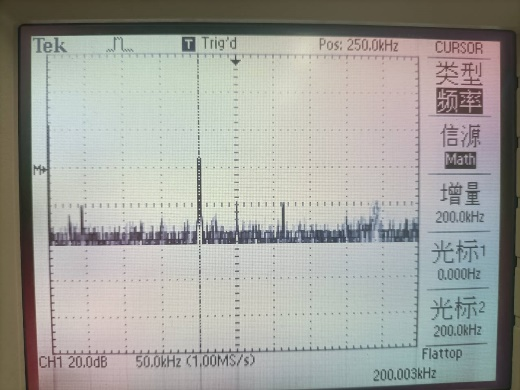 Tek
T Trig'd
Pos: 250.0kHz
CURSOR
类型
频率
信源
Math
M
增量
200.0kHz
光标1
0.000Hz
光标2
200.0kHz
CH1 20.0dB
50.0kHz (1.00MS/s)
Flattop
200.003kHz